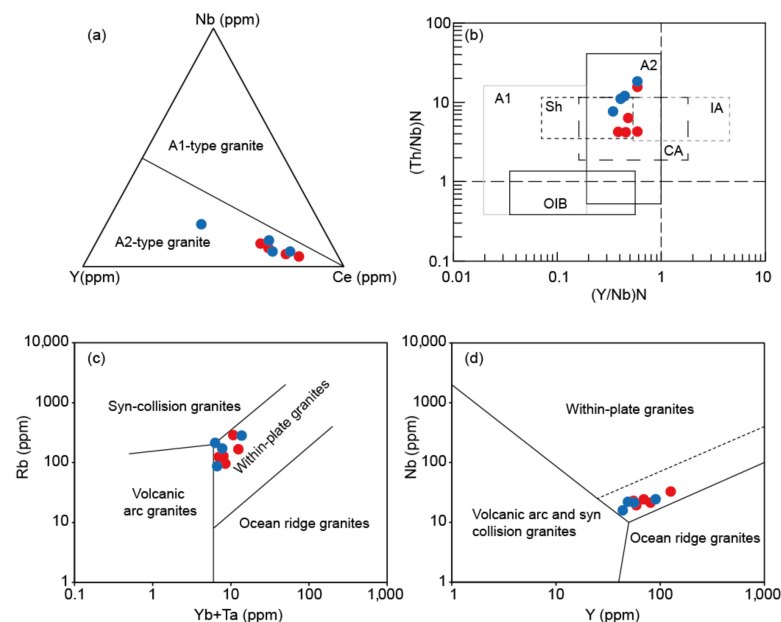 (a)
Nb (ppm)
A1-type granite
A2-type granite
Y(ppm)
Ce (ppm)
(b)
100
10
1
0.1
(Th/Nb)N
A1
A2
Sh
IA
CA
OIB
0.01
0.1
1
10
(Y/Nb)N
(c)
10,000
1000
100
10
1
Rb (ppm)
Syn-collision granites
Within-plate granites
Volcanic
arc granites
Ocean ridge granites
0.1
1
10
100
1,000
Yb+Ta (ppm)
(d)
10,000
1000
100
10
1
Nb (ppm)
Within-plate granites
Volcanic arc and syn
collision granites
Ocean ridge granites
1
10
100
1,000
Y (ppm)